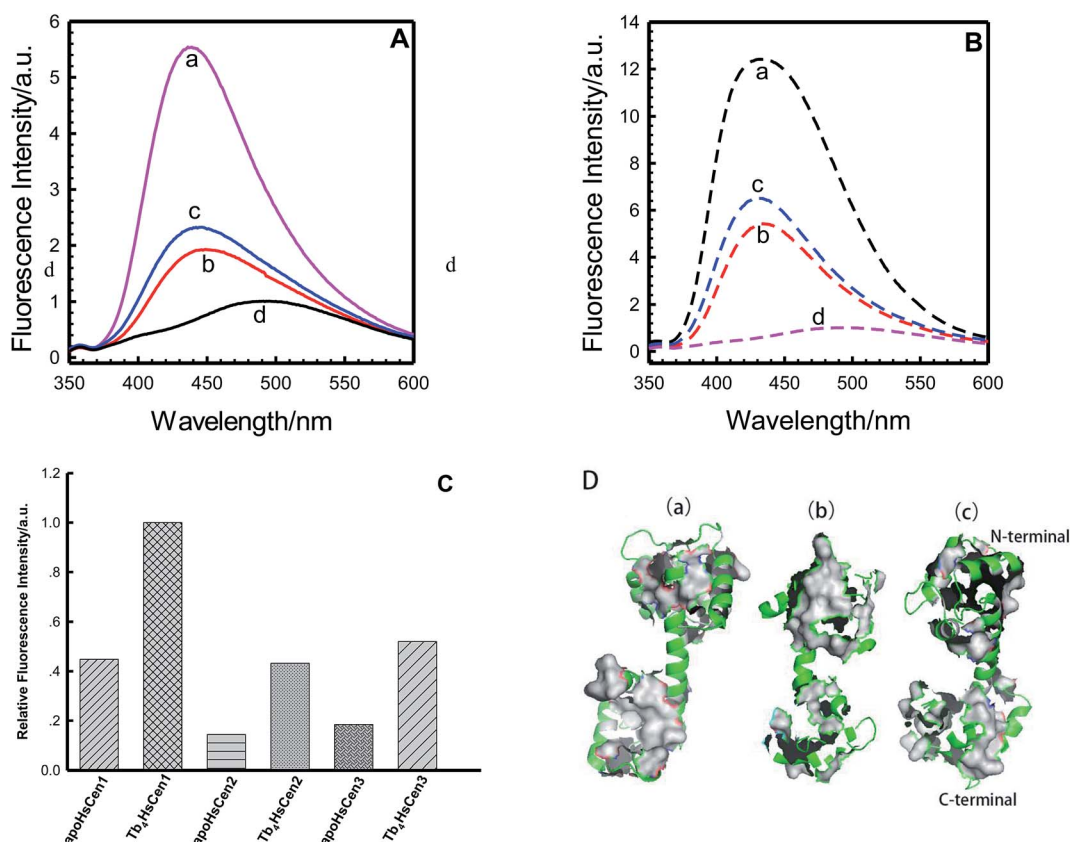 A
Fluorescence Intensity/a.u.
6
5
4
3
2
1
0
a
c
b
d
d
350 400 450 500 550 600
Wavelength/nm
B
Fluorescence Intensity/a.u.
14
12
10
8
6
4
2
0
a
c
b
d
d
350 400 450 500 550 600
Wavelength/nm
C
Relative Fluorescence Intensity/a.u.
1.2
1.0
.8
.6
.4
.2
0.0
apoHsCen1
Tb4HsCen1
apoHsCen2
Tb4HsCen2
apoHsCen3
Tb4HsCen3
D
(a) (b) (c)
N-terminal
C-terminal